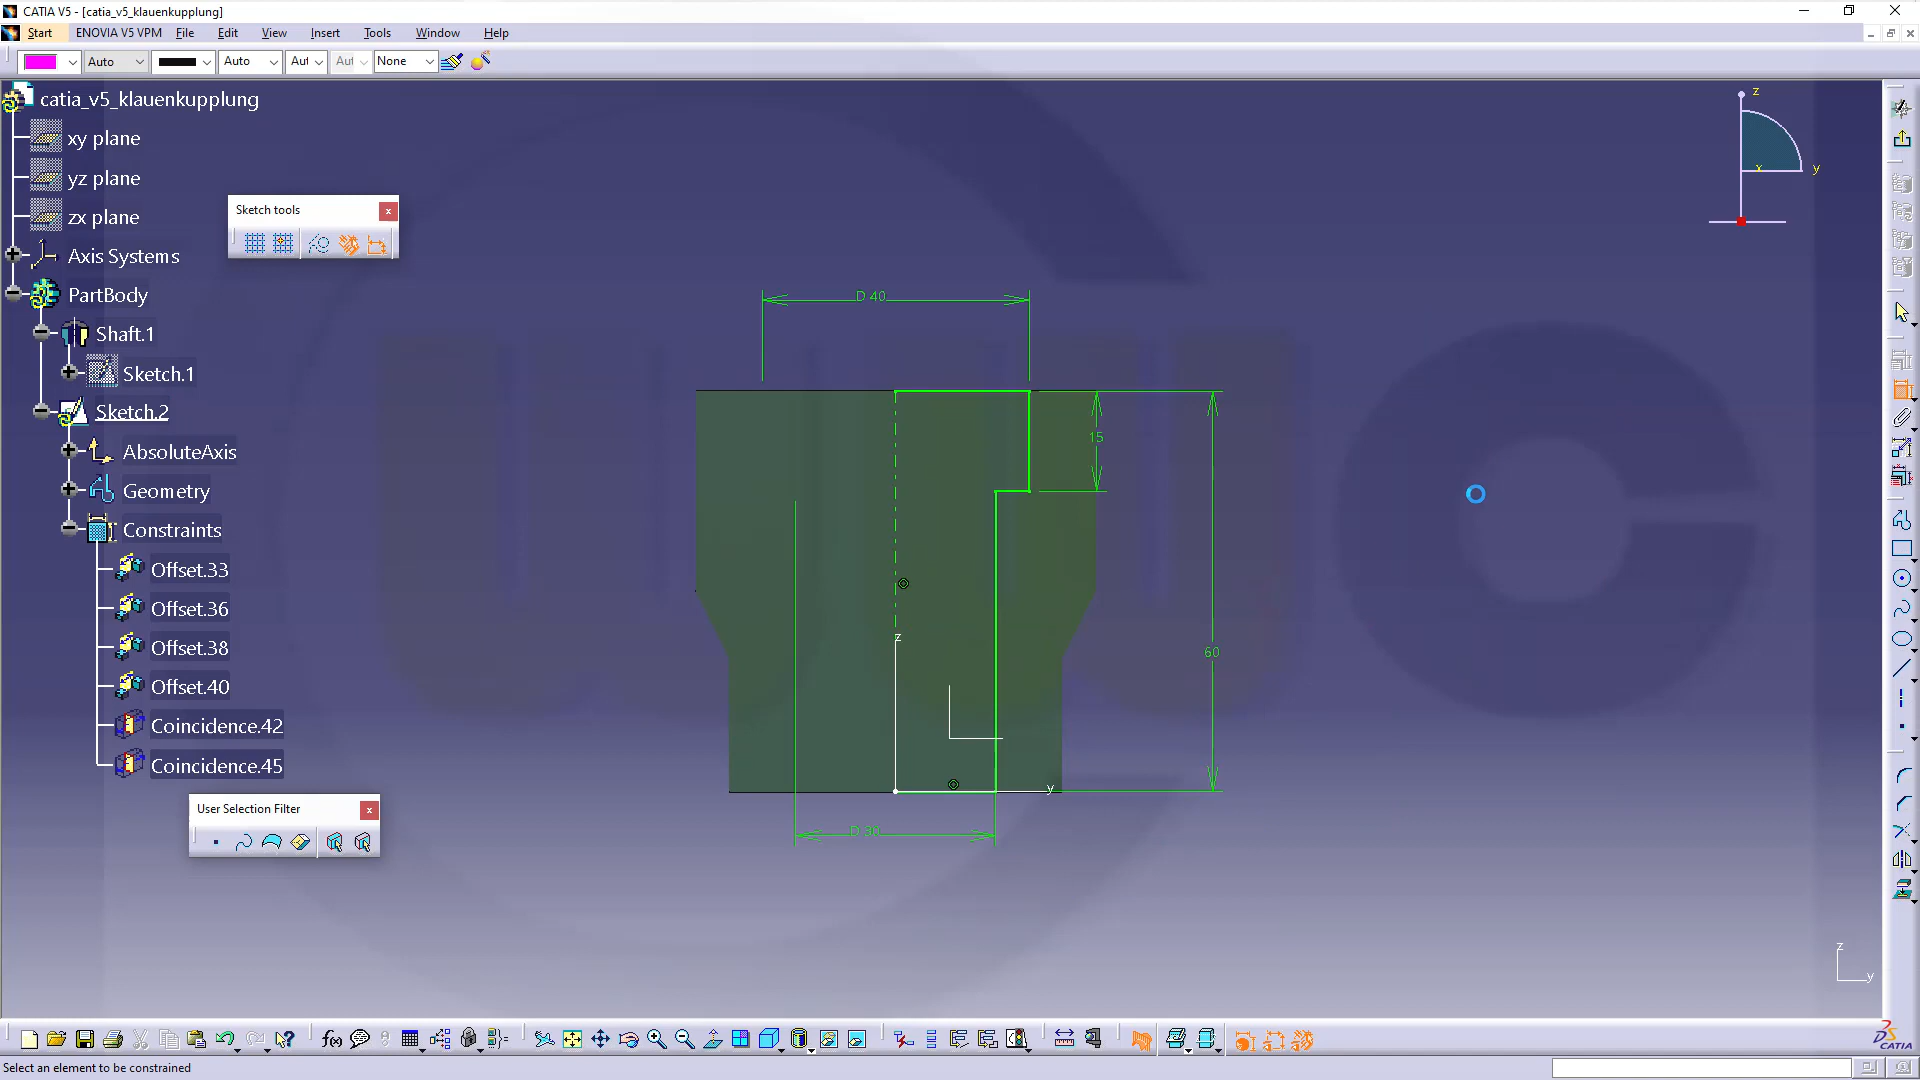 CATIA V5 - [catia_v5_klauenkupplung]
Start ENOVIA V5 VPM File Edit View Insert Tools Window Help
Auto Auto Aut Aut None
catia_v5_klauenkupplung
xy plane
yz plane
zx plane
Axis Systems
PartBody
Shaft.1
Sketch.1
Sketch.2
AbsoluteAxis
Geometry
Constraints
Offset.33
Offset.36
Offset.38
Offset.40
Coincidence.42
Coincidence.45
Sketch tools
User Selection Filter
z
x y
D 40
15
60
z
y
D 30
z
y
CATIA
Select an element to be constrained